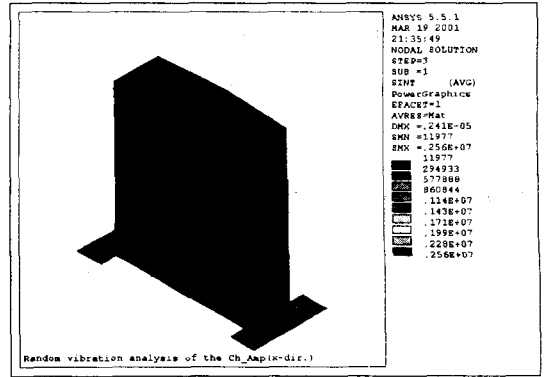 ANSYS 5.5.1
MAR 19 2001
21:35:49
NODAL SOLUTION
STEP=3
SUB =1
SINT (AVG)
PowerGraphics
EFACET=1
AVRES=Mat
DMX =.241E-05
SMN =11977
SMX =.256E+07
11977
294933
577888
860844
.114E+07
.143E+07
.171E+07
.199E+07
.228E+07
.256E+07
Random vibration analysis of the Ch_Amp(x-dir.)